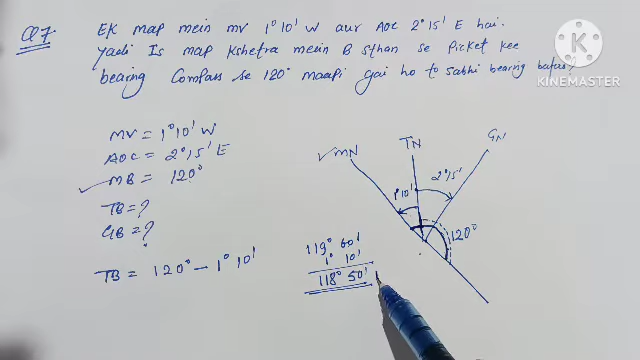 Q7 Ek map mein mv 1°10' W aur AOC 2°15' E hai.
yadi Is map Kshetra mein B sthan se Picket kee
bearing Compass se 120° maapi gai ho to sabhi bearing batao?
K
KINEMASTER
MV = 1°10' W
AOC = 2°15' E
MB = 120°
TB = ?
GB = ?
TB = 120° - 1° 10'
MN
TN
GN
1°10'
2°15'
120°
119° 60'
1° 10'
118° 50'